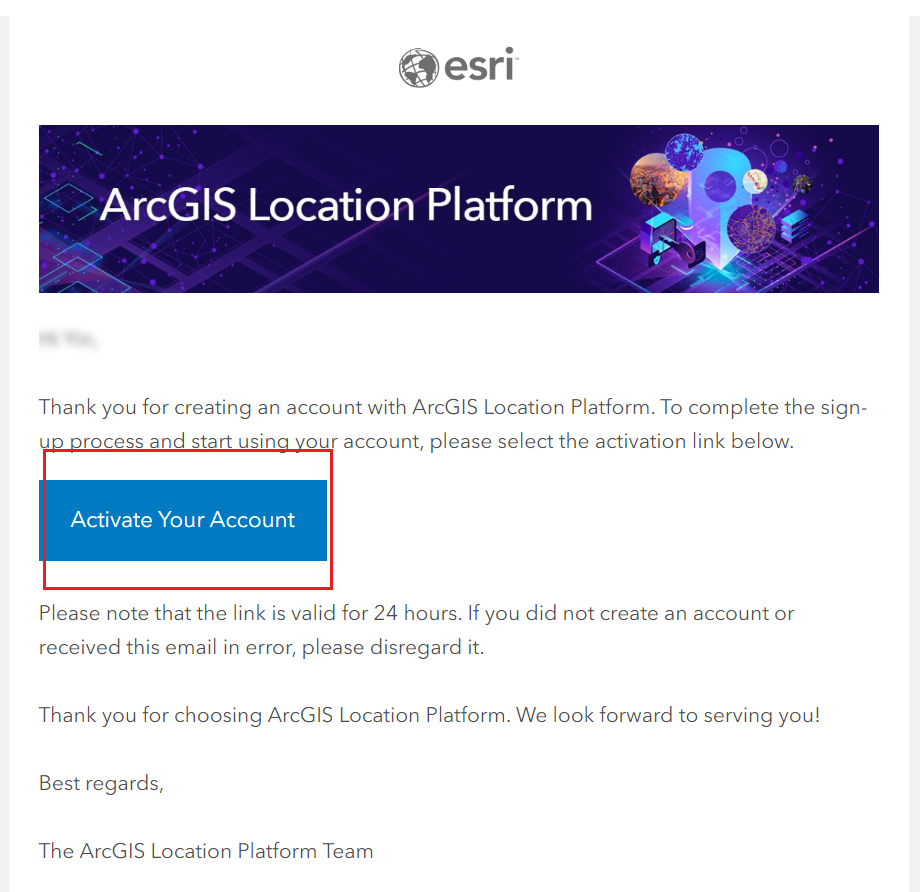 esri
ArcGIS Location Platform
Thank you for creating an account with ArcGIS Location Platform. To complete the sign-
up process and start using your account, please select the activation link below.
Activate Your Account
Please note that the link is valid for 24 hours. If you did not create an account or
received this email in error, please disregard it.
Thank you for choosing ArcGIS Location Platform. We look forward to serving you!
Best regards,
The ArcGIS Location Platform Team